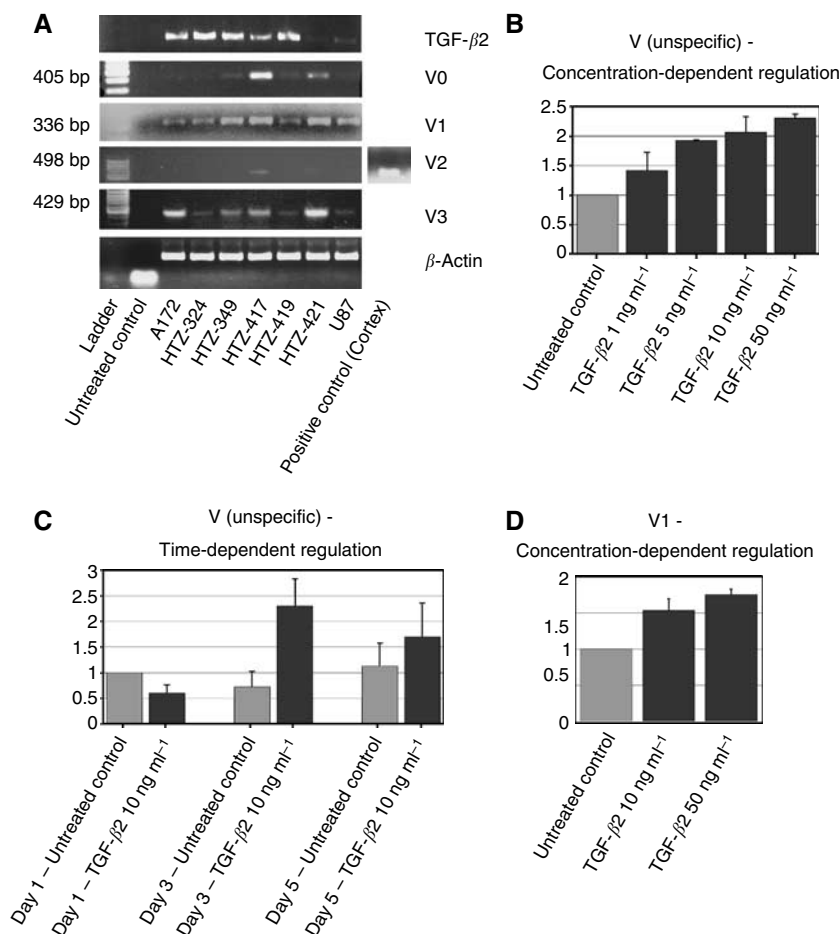 A
TGF-β2
405 bp
V0
336 bp
V1
498 bp
V2
429 bp
V3
β-Actin
Ladder
Untreated control
A172
HTZ-324
HTZ-349
HTZ-417
HTZ-419
HTZ-421
U87
Positive control (Cortex)
B
V (unspecific) -
Concentration-dependent regulation
2.5
2
1.5
1
0.5
0
Untreated control
TGF-β2 1 ng ml⁻¹
TGF-β2 5 ng ml⁻¹
TGF-β2 10 ng ml⁻¹
TGF-β2 50 ng ml⁻¹
C
V (unspecific) -
Time-dependent regulation
3
2.5
2
1.5
1
0.5
0
Day 1 – Untreated control
Day 1 – TGF-β2 10 ng ml⁻¹
Day 3 – Untreated control
Day 3 – TGF-β2 10 ng ml⁻¹
Day 5 – Untreated control
Day 5 – TGF-β2 10 ng ml⁻¹
D
V1 -
Concentration-dependent regulation
2
1.5
1
0.5
0
Untreated control
TGF-β2 10 ng ml⁻¹
TGF-β2 50 ng ml⁻¹